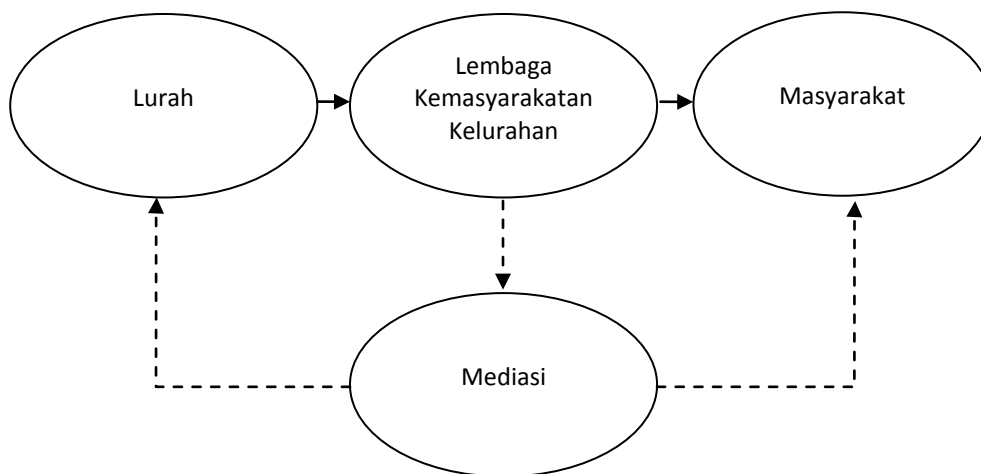 Lurah
Lembaga
Kemasyarakatan
Kelurahan
Masyarakat
Mediasi